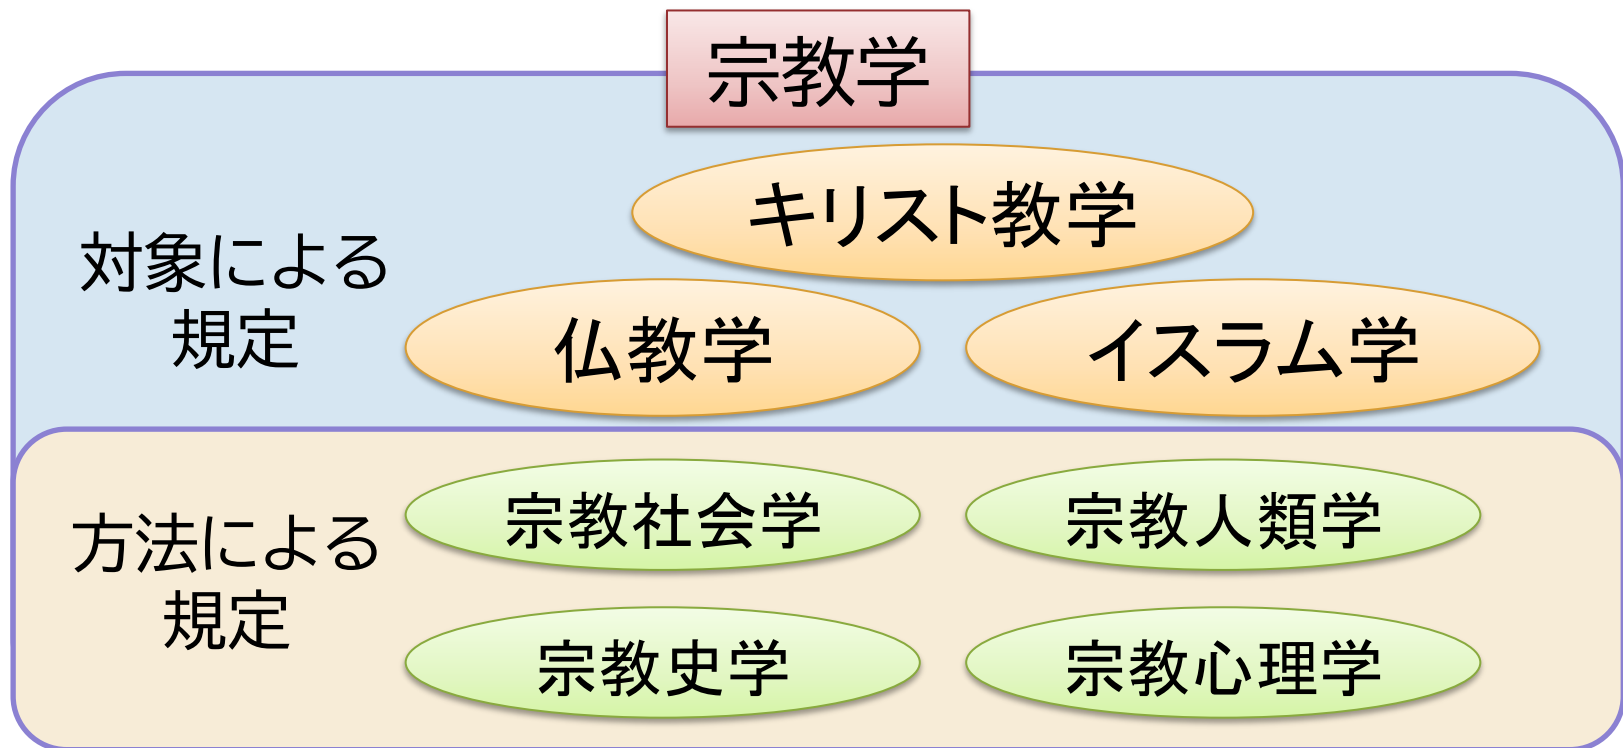 宗教学
キリスト教学
対象による
規定
仏教学
イスラム学
方法による
規定
宗教社会学
宗教人類学
宗教史学
宗教心理学